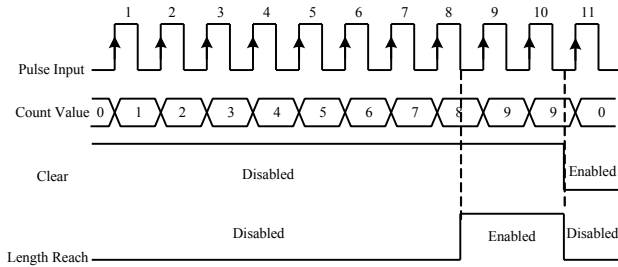 1 2 3 4 5 6 7 8 9 10 11
Pulse Input
Count Value 0 1 2 3 4 5 6 7 8 9 9 0
Clear Disabled Enabled
Length Reach Disabled Enabled Disabled